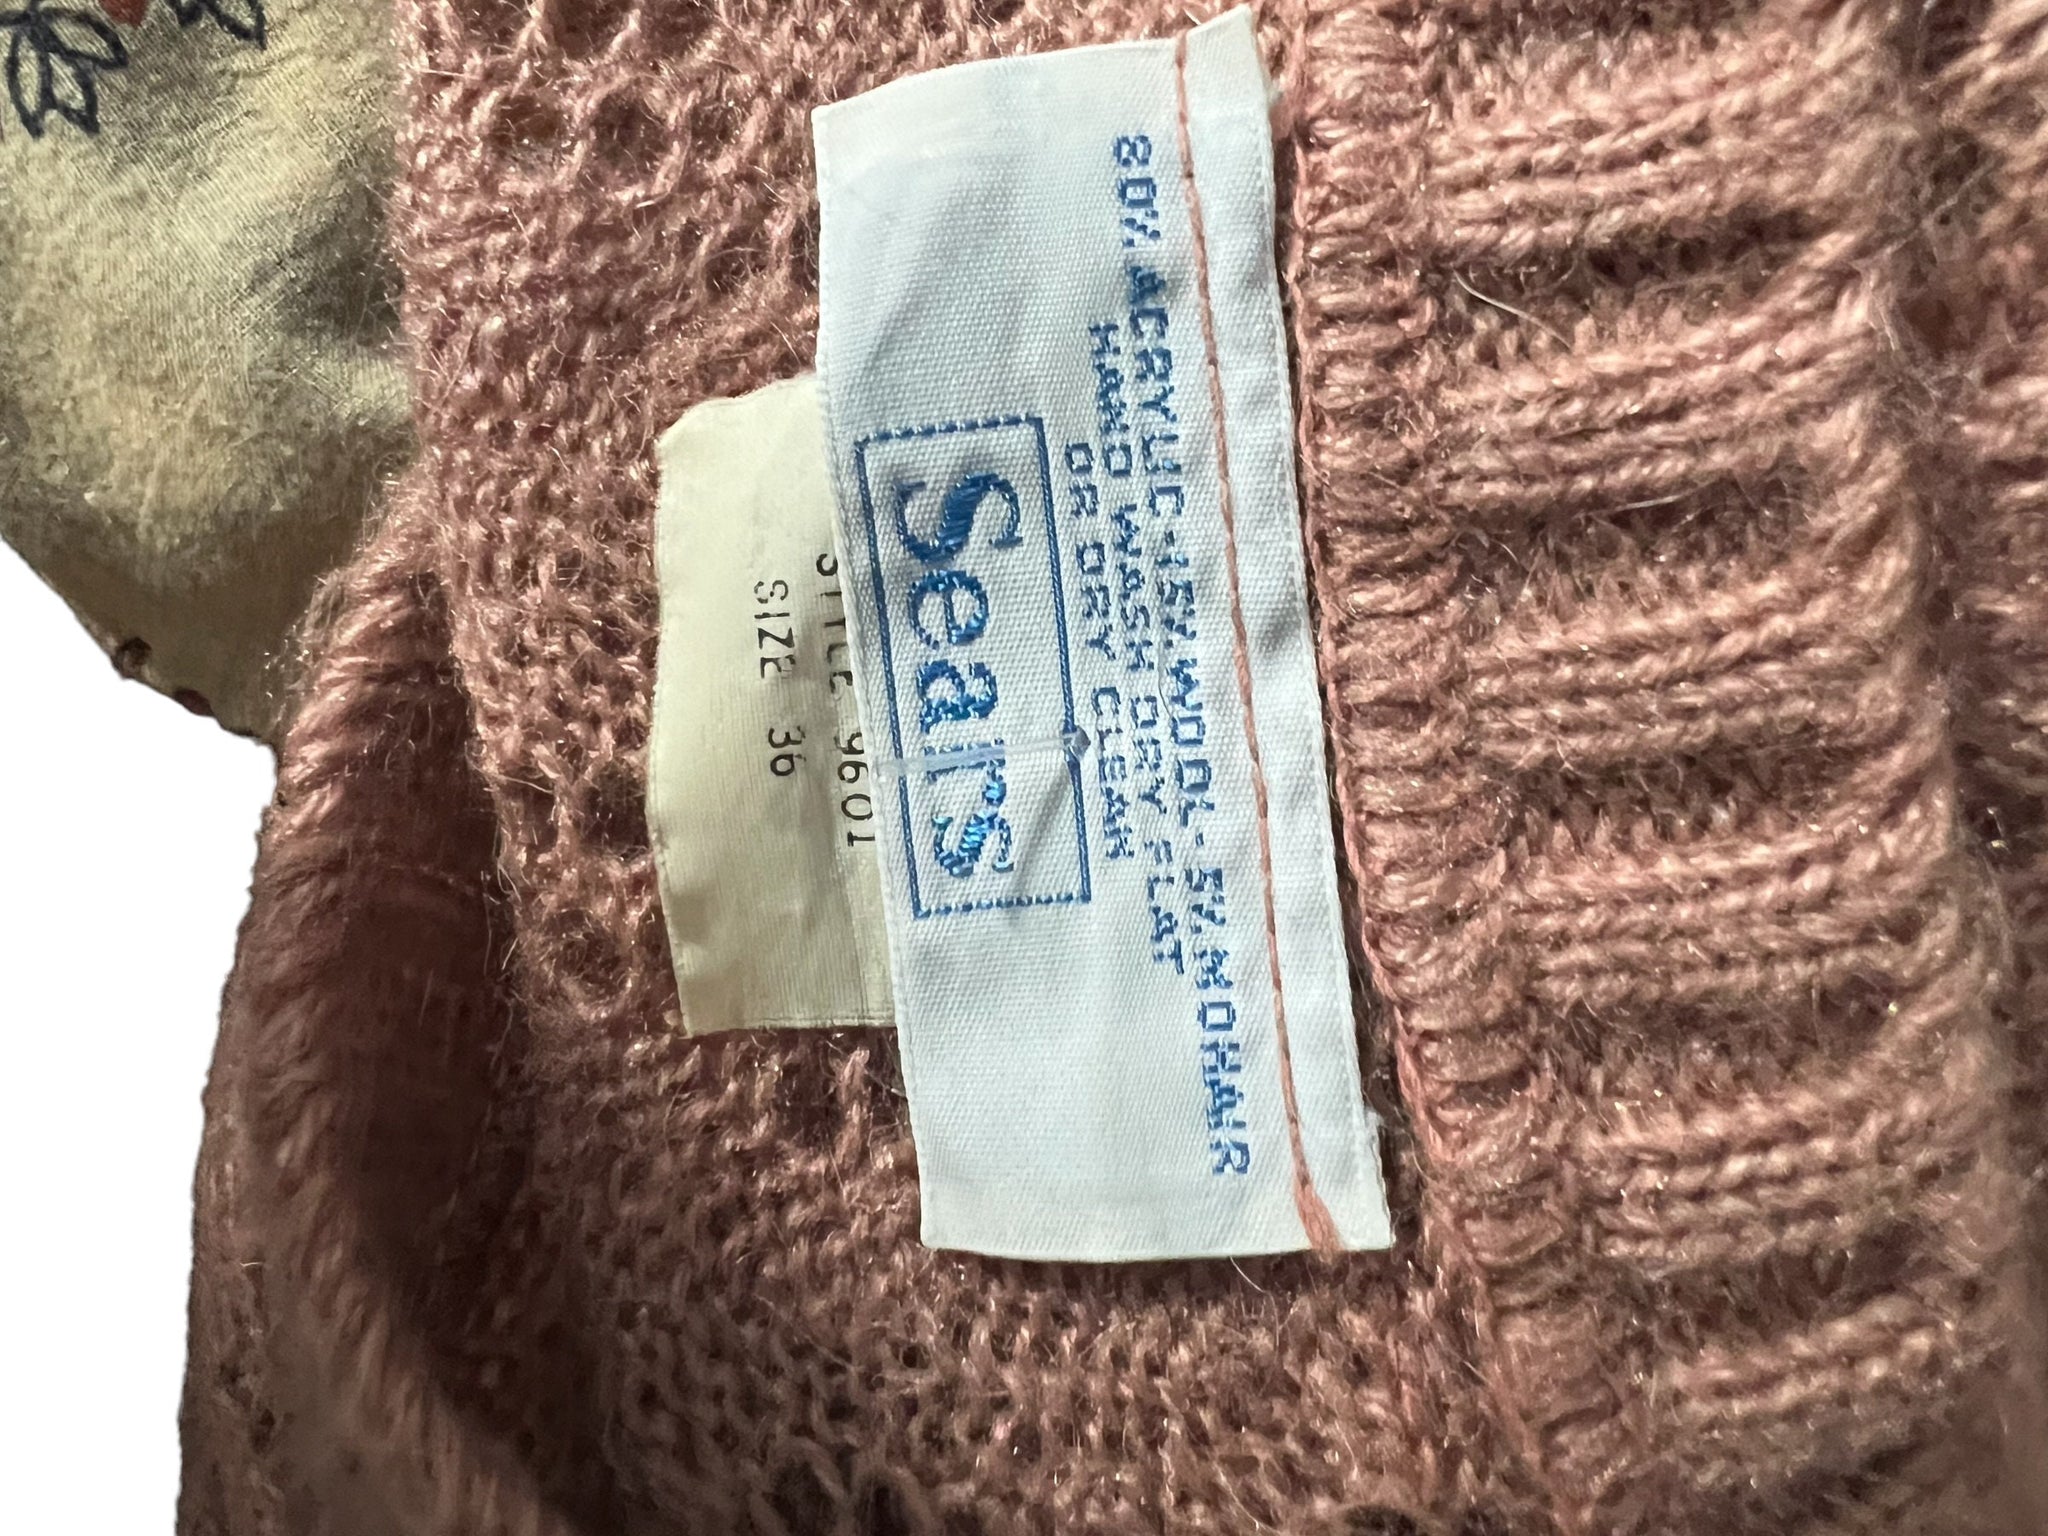 80% ACRYLIC-15% WOOL-5% MOHAIR
HAND WASH DRY FLAT
OR DRY CLEAN
Sears
STYLE 9601
SIZE 36